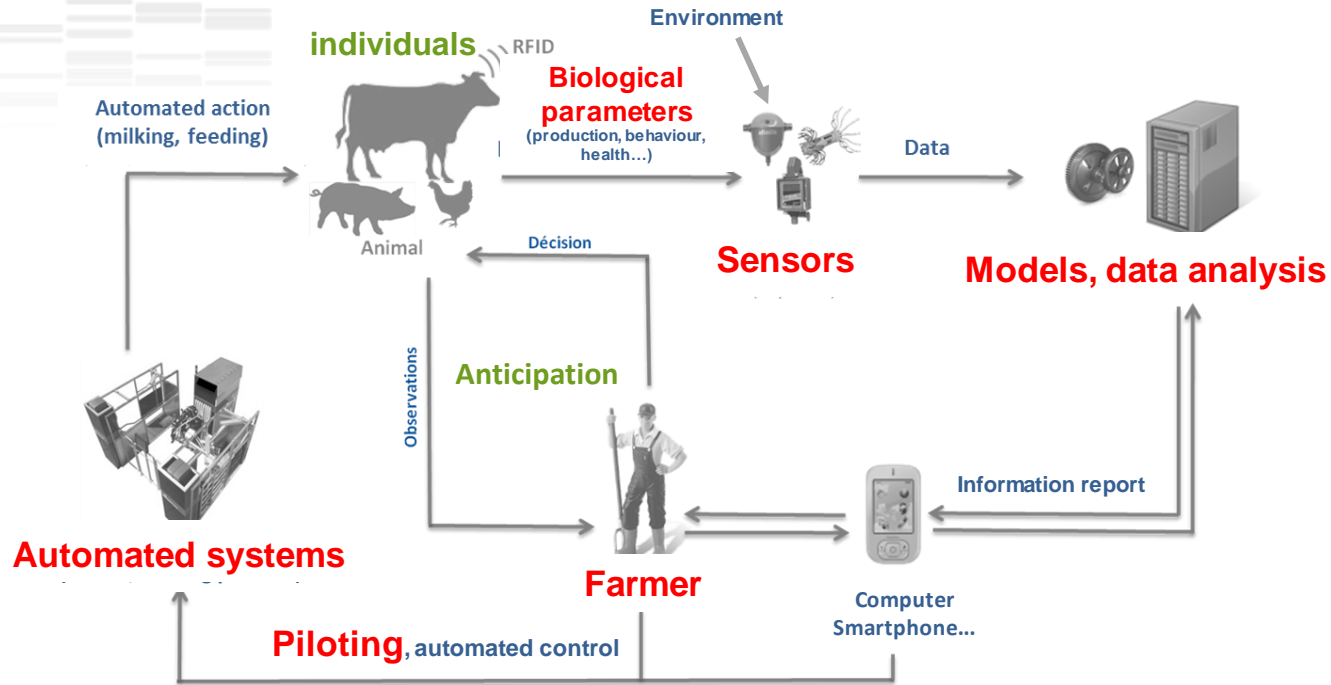 Environment
individuals
RFID
Biological
parameters
(production, behaviour,
health...)
Automated action
(milking, feeding)
Data
Animal
Décision
Sensors
Models, data analysis
Observations
Anticipation
Information report
Automated systems
Farmer
Computer
Smartphone...
Piloting, automated control